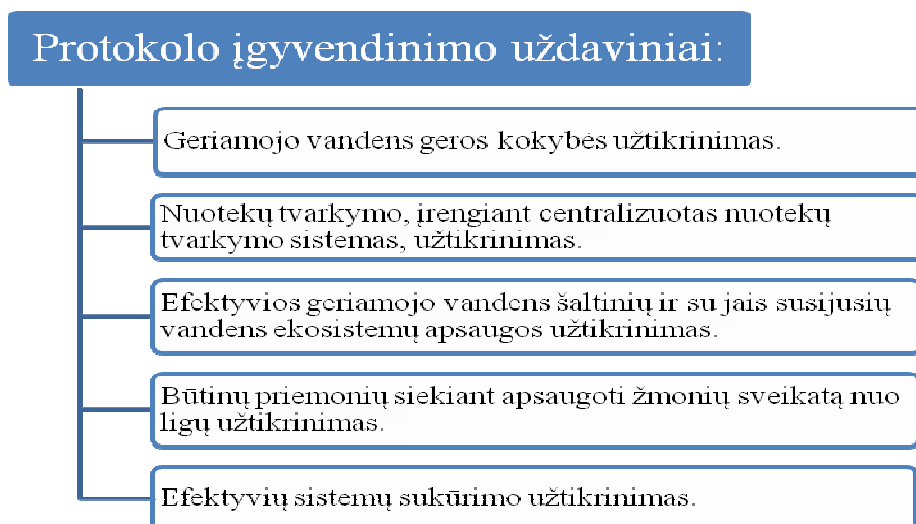 Protokolo įgyvendinimo uždaviniai:
Geriamojo vandens geros kokybės užtikrinimas.
Nuotekų tvarkymo, įrengiant centralizuotas nuotekų
tvarkymo sistemas, užtikrinimas.
Efektyvios geriamojo vandens šaltinių ir su jais susijusių
vandens ekosistemų apsaugos užtikrinimas.
Būtinų priemonių siekiant apsaugoti žmonių sveikatą nuo
ligų užtikrinimas.
Efektyvių sistemų sukūrimo užtikrinimas.